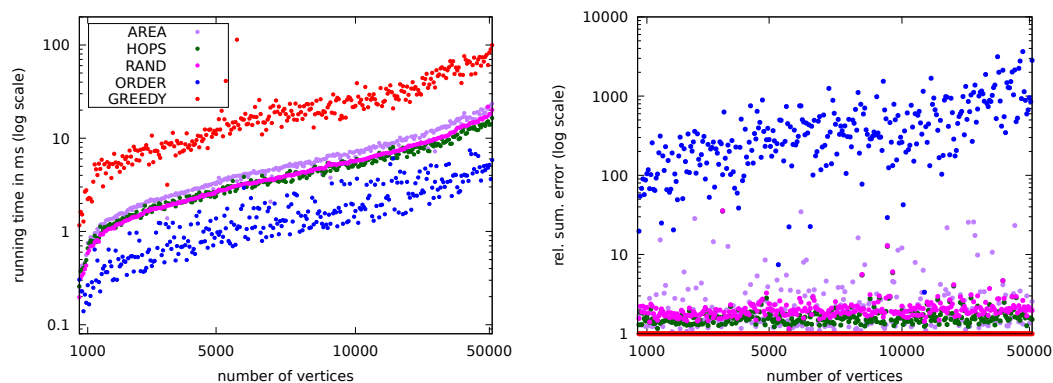 running time in ms (log scale)
100
10
1
0.1
AREA
HOPS
RAND
ORDER
GREEDY
1000 5000 10000 50000
number of vertices
rel. sum. error (log scale)
10000
1000
100
10
1
1000 5000 10000 50000
number of vertices